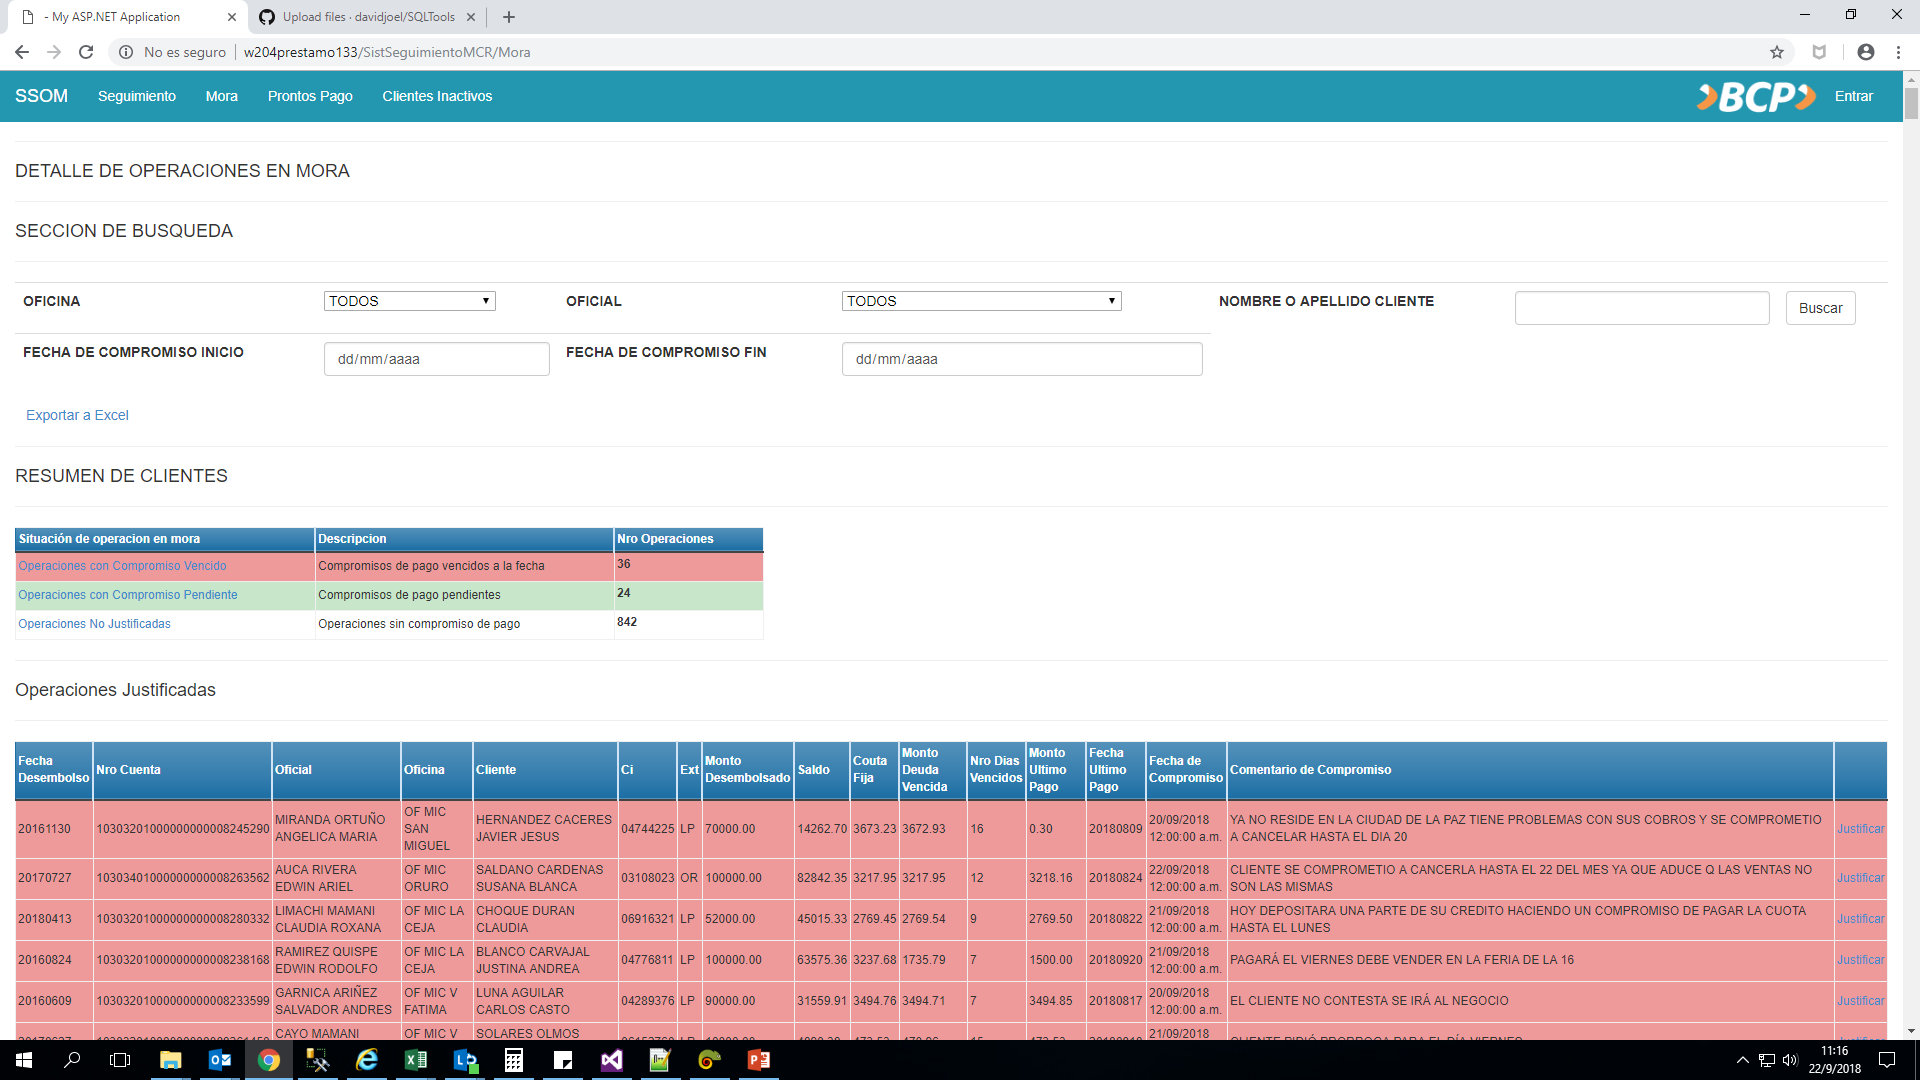 - My ASP.NET Application
Upload files · davidjoel/SQLTools
No es seguro
w204prestamo133/SistSeguimientoMCR/Mora
SSOM
Seguimiento
Mora
Prontos Pago
Clientes Inactivos
BCP
Entrar
DETALLE DE OPERACIONES EN MORA
SECCION DE BUSQUEDA
OFICINA
TODOS
OFICIAL
TODOS
NOMBRE O APELLIDO CLIENTE
Buscar
FECHA DE COMPROMISO INICIO
dd/mm/aaaa
FECHA DE COMPROMISO FIN
dd/mm/aaaa
Exportar a Excel
RESUMEN DE CLIENTES
Situación de operacion en mora Descripcion Nro Operaciones
Operaciones con Compromiso Vencido Compromisos de pago vencidos a la fecha 36
Operaciones con Compromiso Pendiente Compromisos de pago pendientes 24
Operaciones No Justificadas Operaciones sin compromiso de pago 842
Operaciones Justificadas
Fecha
Desembolso
Nro Cuenta
Oficial
Oficina
Cliente
Ci
Ext
Monto
Desembolsado
Saldo
Couta
Fija
Monto
Deuda
Vencida
Nro Dias
Vencidos
Monto
Ultimo
Pago
Fecha
Ultimo
Pago
Fecha de
Compromiso
Comentario de Compromiso
20161130
10303201000000000008245290
MIRANDA ORTUÑO
ANGELICA MARIA
OF MIC
SAN
MIGUEL
HERNANDEZ CACERES
JAVIER JESUS
04744225
LP
70000.00
14262.70
3673.23
3672.93
16
0.30
20180809
20/09/2018
12:00:00 a.m.
YA NO RESIDE EN LA CIUDAD DE LA PAZ TIENE PROBLEMAS CON SUS COBROS Y SE COMPROMETIO
A CANCELAR HASTA EL DIA 20
Justificar
20170727
10303401000000000008263562
AUCA RIVERA
EDWIN ARIEL
OF MIC
ORURO
SALDANO CARDENAS
SUSANA BLANCA
03108023
OR
100000.00
82842.35
3217.95
3217.95
12
3218.16
20180824
22/09/2018
12:00:00 a.m.
CLIENTE SE COMPROMETIO A CANCERLA HASTA EL 22 DEL MES YA QUE ADUCE Q LAS VENTAS NO
SON LAS MISMAS
Justificar
20180413
10303201000000000008280332
LIMACHI MAMANI
CLAUDIA ROXANA
OF MIC LA
CEJA
CHOQUE DURAN
CLAUDIA
06916321
LP
52000.00
45015.33
2769.45
2769.54
9
2769.50
20180822
21/09/2018
12:00:00 a.m.
HOY DEPOSITARA UNA PARTE DE SU CREDITO HACIENDO UN COMPROMISO DE PAGAR LA CUOTA
HASTA EL LUNES
Justificar
20160824
10303201000000000008238168
RAMIREZ QUISPE
EDWIN RODOLFO
OF MIC LA
CEJA
BLANCO CARVAJAL
JUSTINA ANDREA
04776811
LP
100000.00
63575.36
3237.68
1735.79
7
1500.00
20180920
21/09/2018
12:00:00 a.m.
PAGARÁ EL VIERNES DEBE VENDER EN LA FERIA DE LA 16
Justificar
20160609
10303201000000000008233599
GARNICA ARIÑEZ
SALVADOR ANDRES
OF MIC V
FATIMA
LUNA AGUILAR
CARLOS CASTO
04289376
LP
90000.00
31559.91
3494.76
3494.71
7
3494.85
20180817
20/09/2018
12:00:00 a.m.
EL CLIENTE NO CONTESTA SE IRÁ AL NEGOCIO
Justificar
CAYO MAMANI
OF MIC V
SOLARES OLMOS
21/09/2018
11:16
22/9/2018